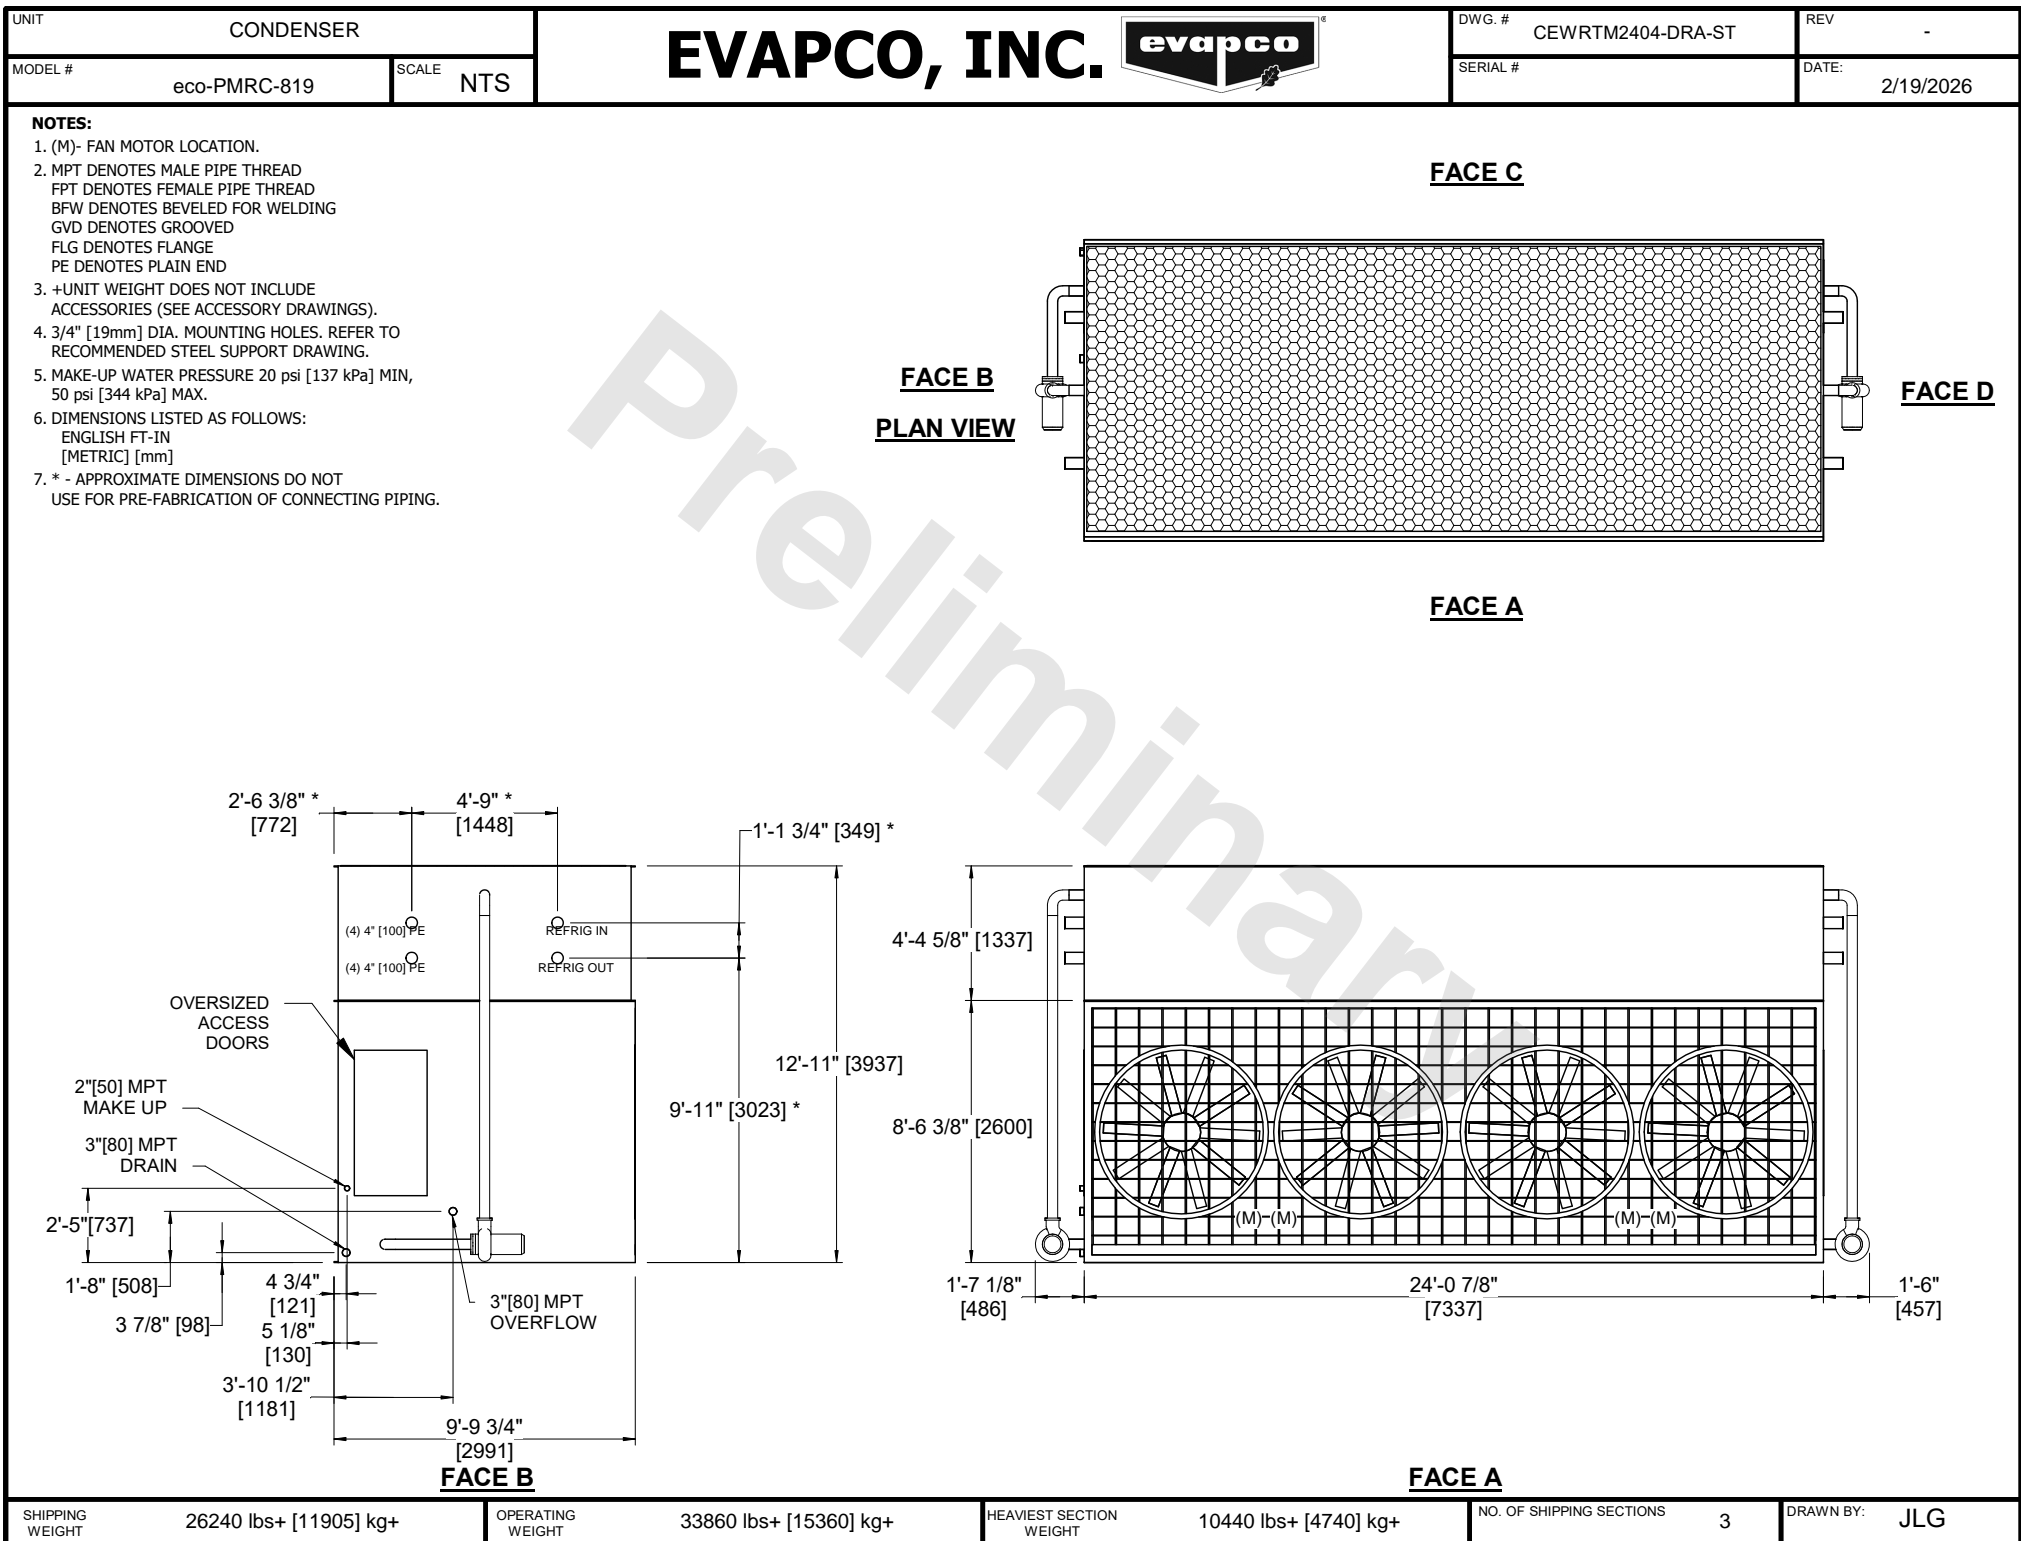 UNIT
CONDENSER
EVAPCO, INC.
evapco
®
DWG. #
CEWRTM2404-DRA-ST
REV
-
MODEL #
eco-PMRC-819
SCALE
NTS
SERIAL #
DATE:
2/19/2026
NOTES:
1. (M)- FAN MOTOR LOCATION.
2. MPT DENOTES MALE PIPE THREAD
FPT DENOTES FEMALE PIPE THREAD
BFW DENOTES BEVELED FOR WELDING
GVD DENOTES GROOVED
FLG DENOTES FLANGE
PE DENOTES PLAIN END
3. +UNIT WEIGHT DOES NOT INCLUDE
ACCESSORIES (SEE ACCESSORY DRAWINGS).
4. 3/4" [19mm] DIA. MOUNTING HOLES. REFER TO
RECOMMENDED STEEL SUPPORT DRAWING.
5. MAKE-UP WATER PRESSURE 20 psi [137 kPa] MIN,
50 psi [344 kPa] MAX.
6. DIMENSIONS LISTED AS FOLLOWS:
ENGLISH FT-IN
[METRIC] [mm]
7. * - APPROXIMATE DIMENSIONS DO NOT
USE FOR PRE-FABRICATION OF CONNECTING PIPING.
FACE C
FACE B
PLAN VIEW
FACE D
FACE A
Preliminary
2'-6 3/8" *
[772]
4'-9" *
[1448]
1'-1 3/4" [349] *
(4) 4" [100] PE
REFRIG IN
(4) 4" [100] PE
REFRIG OUT
OVERSIZED
ACCESS
DOORS
2"[50] MPT
MAKE UP
3"[80] MPT
DRAIN
12'-11" [3937]
9'-11" [3023] *
2'-5"[737]
1'-8" [508]
3 7/8" [98]
4 3/4"
[121]
5 1/8"
[130]
3"[80] MPT
OVERFLOW
3'-10 1/2"
[1181]
9'-9 3/4"
[2991]
FACE B
4'-4 5/8" [1337]
8'-6 3/8" [2600]
(M) (M)
(M) (M)
1'-7 1/8"
[486]
24'-0 7/8"
[7337]
1'-6"
[457]
FACE A
SHIPPING
WEIGHT
26240 lbs+ [11905] kg+
OPERATING
WEIGHT
33860 lbs+ [15360] kg+
HEAVIEST SECTION
WEIGHT
10440 lbs+ [4740] kg+
NO. OF SHIPPING SECTIONS
3
DRAWN BY:
JLG